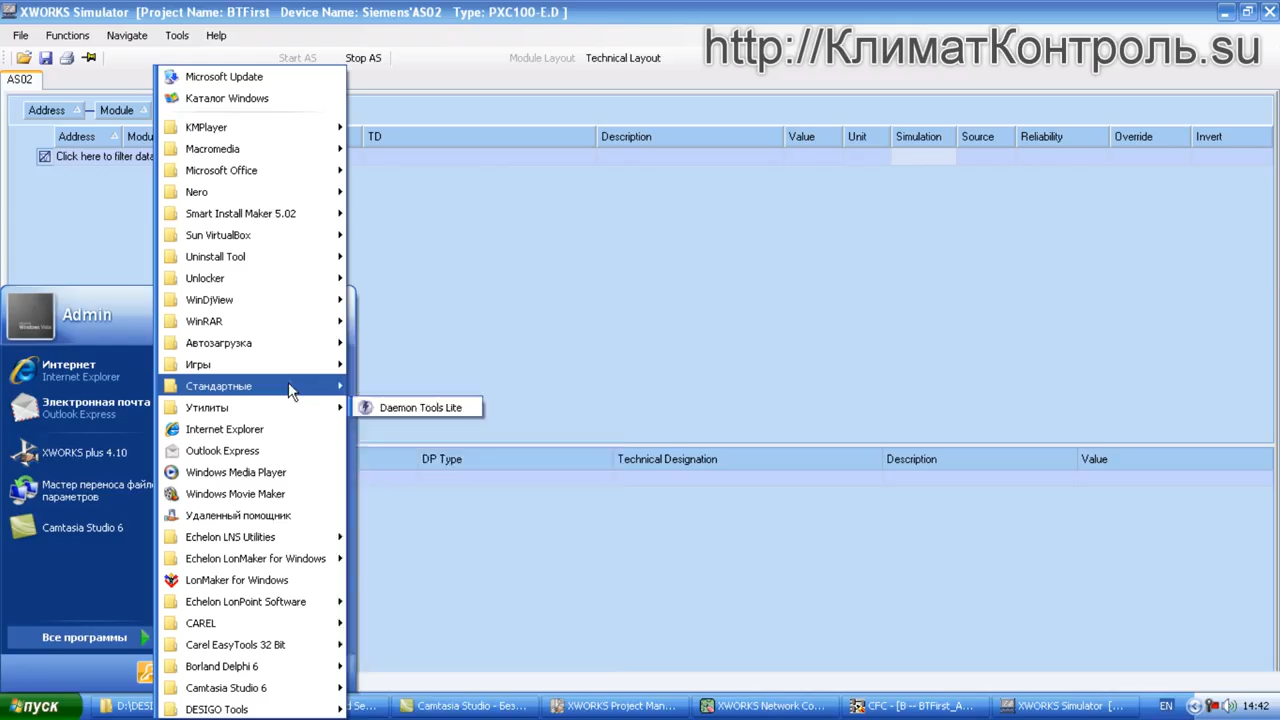 XWORKS Simulator [Project Name: BTFirst Device Name: Siemens'AS02 Type: PXC100-E.D ]
File Functions Navigate Tools Help
http://КлиматКонтроль.su
Start AS Stop AS Module Layout Technical Layout
AS02
Address Module
Address Modu TD Description Value Unit Simulation Source Reliability Override Invert
Click here to filter data
Microsoft Update
Каталог Windows
KMPlayer
Macromedia
Microsoft Office
Nero
Smart Install Maker 5.02
Sun VirtualBox
Uninstall Tool
Unlocker
WinDjView
WinRAR
Автозагрузка
Игры
Стандартные
Утилиты
Internet Explorer
Outlook Express
Windows Media Player
Windows Movie Maker
Удаленный помощник
Echelon LNS Utilities
Echelon LonMaker for Windows
LonMaker for Windows
Echelon LonPoint Software
CAREL
Carel EasyTools 32 Bit
Borland Delphi 6
Camtasia Studio 6
DESIGO Tools
Daemon Tools Lite
DP Type Technical Designation Description Value
Admin
Интернет
Internet Explorer
Электронная почта
Outlook Express
XWORKS plus 4.10
Мастер переноса файло
параметров
Camtasia Studio 6
Все программы
пуск D:\DESI Se... Camtasia Studio - Без... XWORKS Project Man... XWORKS Network Co... CFC - [B -- BTFirst_A... XWORKS Simulator [... EN 14:42